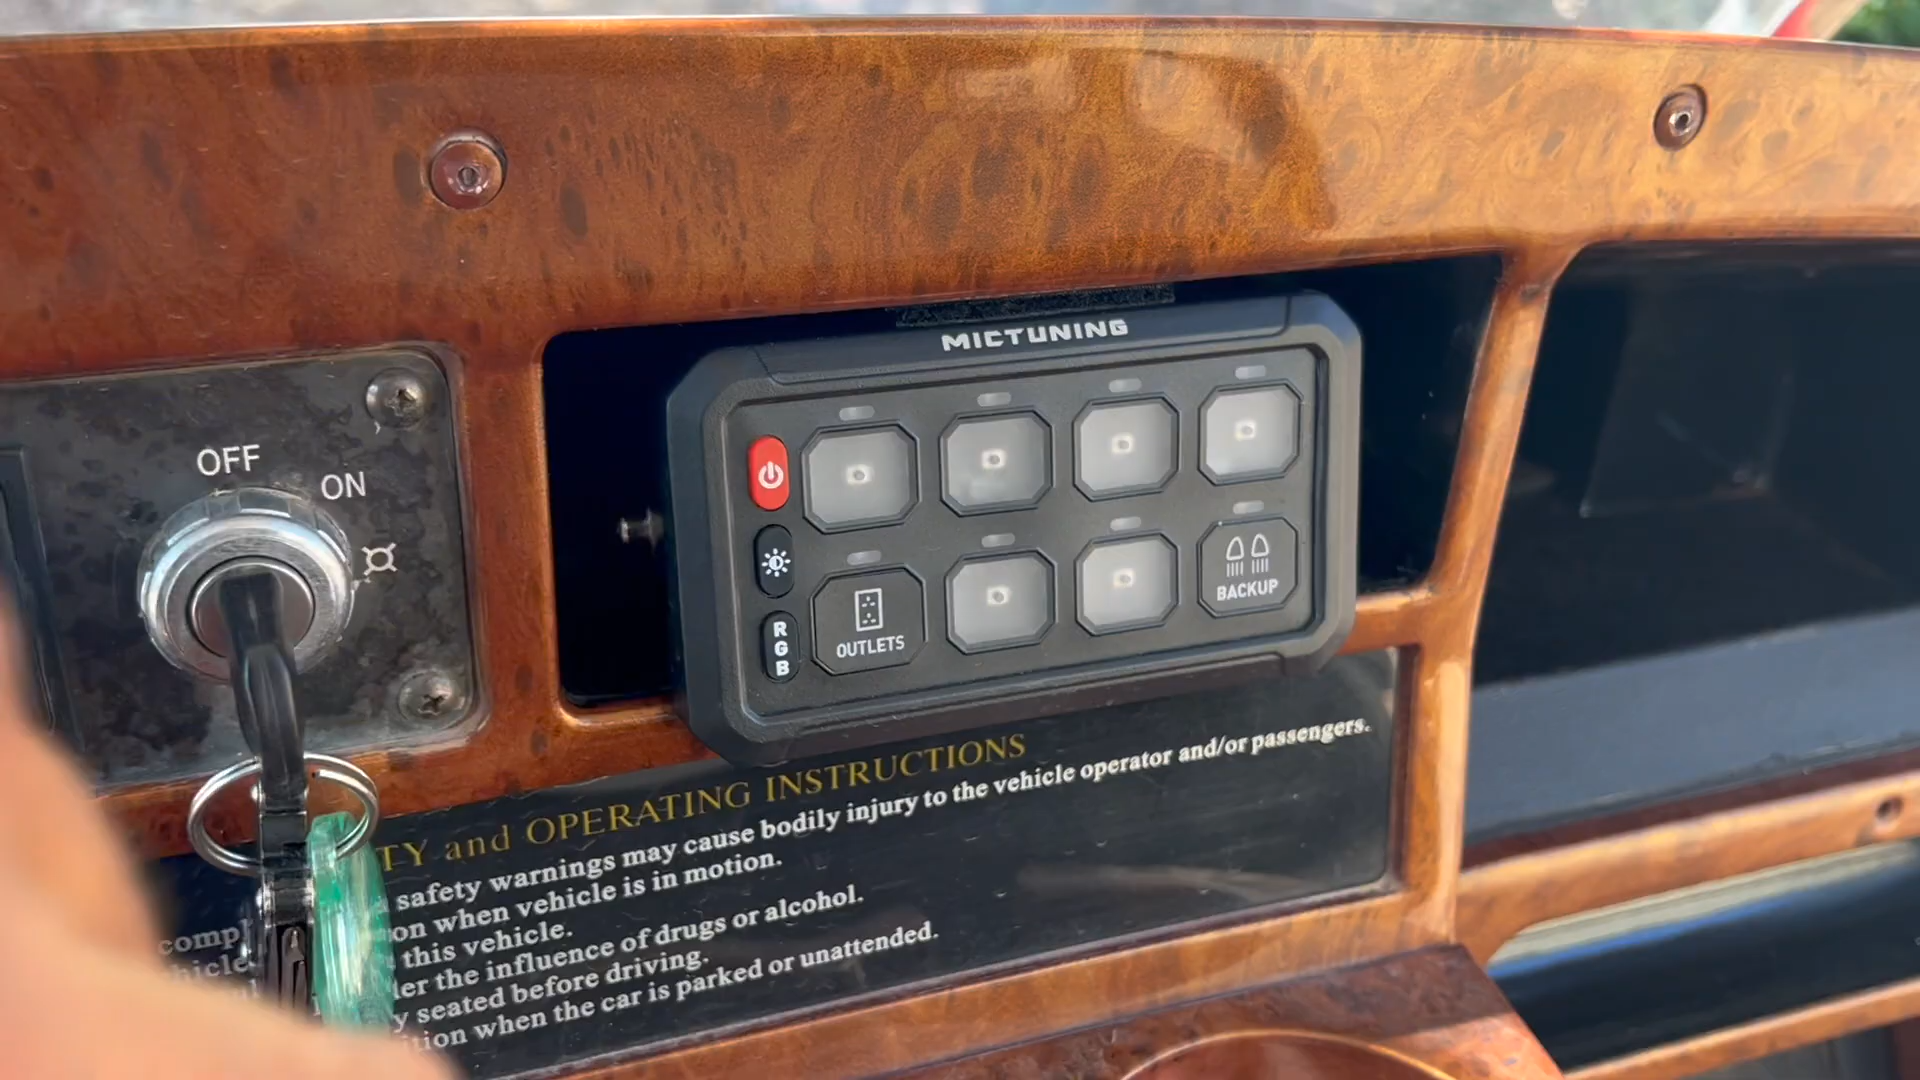 MICTUNING
OFF
ON
R
G
B
OUTLETS
BACKUP
TY and OPERATING INSTRUCTIONS
safety warnings may cause bodily injury to the vehicle operator and/or passengers.
on when vehicle is in motion.
this vehicle.
the influence of drugs or alcohol.
seated before driving.
when the car is parked or unattended.